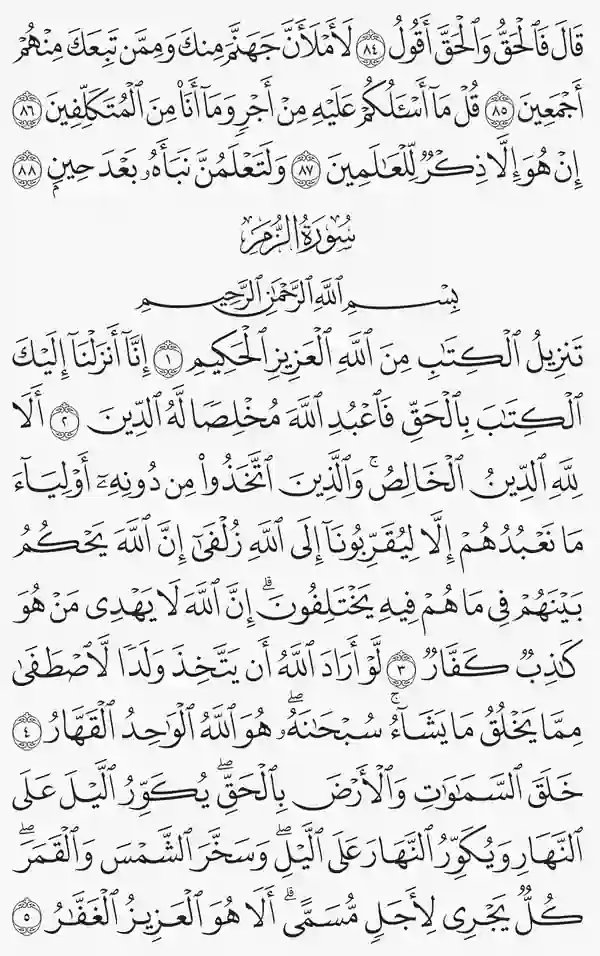 قَالَ فَٱلْحَقُّ وَٱلْحَقَّ أَقُولُ ٨٤ لَأَمْلَأَنَّ جَهَنَّمَ مِنكَ وَمِمَّن تَبِعَكَ مِنْهُمْ
أَجْمَعِينَ ٨٥ قُلْ مَآ أَسْـَٔلُكُمْ عَلَيْهِ مِنْ أَجْرٍ وَمَآ أَنَا۠ مِنَ ٱلْمُتَكَلِّفِينَ ٨٦
إِنْ هُوَ إِلَّا ذِكْرٌ لِّلْعَـٰلَمِينَ ٨٧ وَلَتَعْلَمُنَّ نَبَأَهُۥ بَعْدَ حِينٍۭ ٨٨
سُورَةُ الزُّمَرِ
بِسْمِ ٱللَّهِ ٱلرَّحْمَـٰنِ ٱلرَّحِيمِ
تَنزِيلُ ٱلْكِتَـٰبِ مِنَ ٱللَّهِ ٱلْعَزِيزِ ٱلْحَكِيمِ ١ إِنَّآ أَنزَلْنَآ إِلَيْكَ
ٱلْكِتَـٰبَ بِٱلْحَقِّ فَٱعْبُدِ ٱللَّهَ مُخْلِصًا لَّهُ ٱلدِّينَ ٢ أَلَا
لِلَّهِ ٱلدِّينُ ٱلْخَالِصُ ۚ وَٱلَّذِينَ ٱتَّخَذُوا۟ مِن دُونِهِۦٓ أَوْلِيَآءَ
مَا نَعْبُدُهُمْ إِلَّا لِيُقَرِّبُونَآ إِلَى ٱللَّهِ زُلْفَىٰٓ إِنَّ ٱللَّهَ يَحْكُمُ
بَيْنَهُمْ فِى مَا هُمْ فِيهِ يَخْتَلِفُونَ ۗ إِنَّ ٱللَّهَ لَا يَهْدِى مَنْ هُوَ
كَـٰذِبٌ كَفَّارٌ ٣ لَّوْ أَرَادَ ٱللَّهُ أَن يَتَّخِذَ وَلَدًا لَّٱصْطَفَىٰ
مِمَّا يَخْلُقُ مَا يَشَآءُ ۚ سُبْحَـٰنَهُۥ ۖ هُوَ ٱللَّهُ ٱلْوَٰحِدُ ٱلْقَهَّارُ ٤
خَلَقَ ٱلسَّمَـٰوَٰتِ وَٱلْأَرْضَ بِٱلْحَقِّ ۖ يُكَوِّرُ ٱلَّيْلَ عَلَى
ٱلنَّهَارِ وَيُكَوِّرُ ٱلنَّهَارَ عَلَى ٱلَّيْلِ ۖ وَسَخَّرَ ٱلشَّمْسَ وَٱلْقَمَرَ ۖ
كُلٌّ يَجْرِى لِأَجَلٍ مُّسَمًّى ۗ أَلَا هُوَ ٱلْعَزِيزُ ٱلْغَفَّـٰرُ ٥